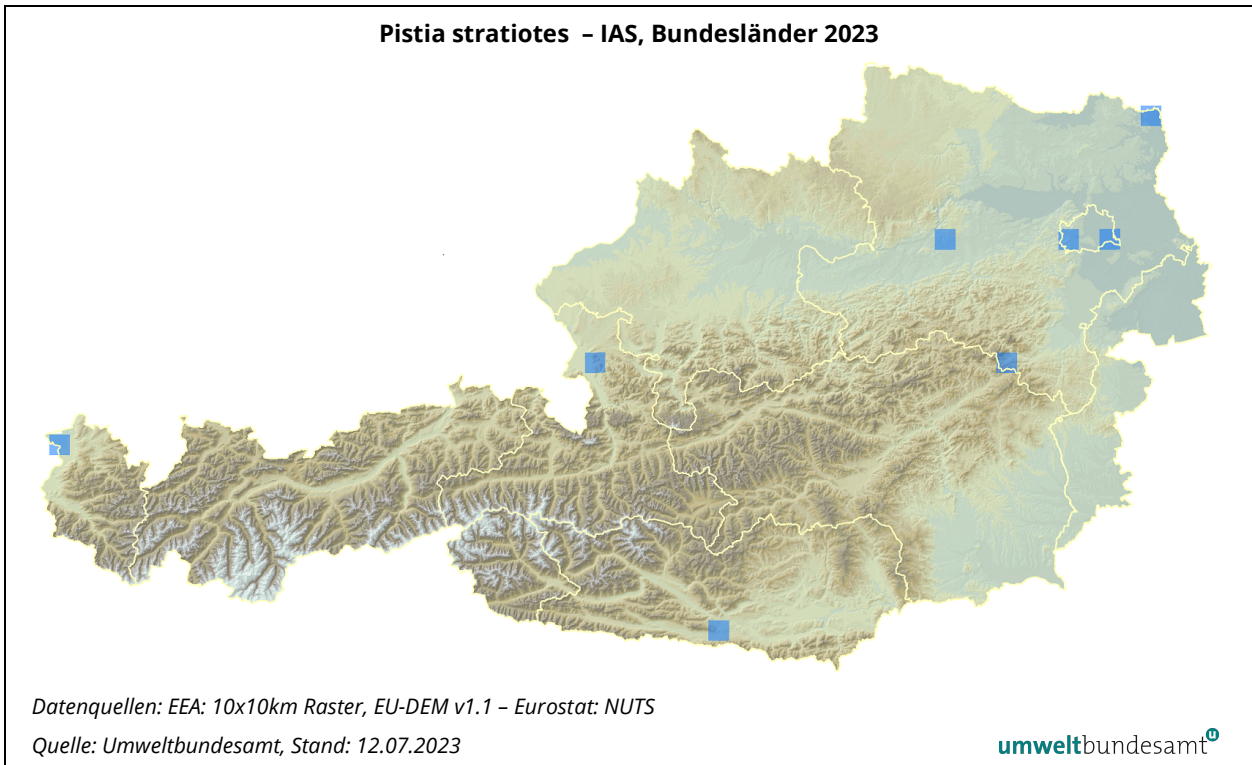 Pistia stratiotes – IAS, Bundesländer 2023
Datenquellen: EEA: 10x10km Raster, EU-DEM v1.1 – Eurostat: NUTS
Quelle: Umweltbundesamt, Stand: 12.07.2023
umweltbundesamt u